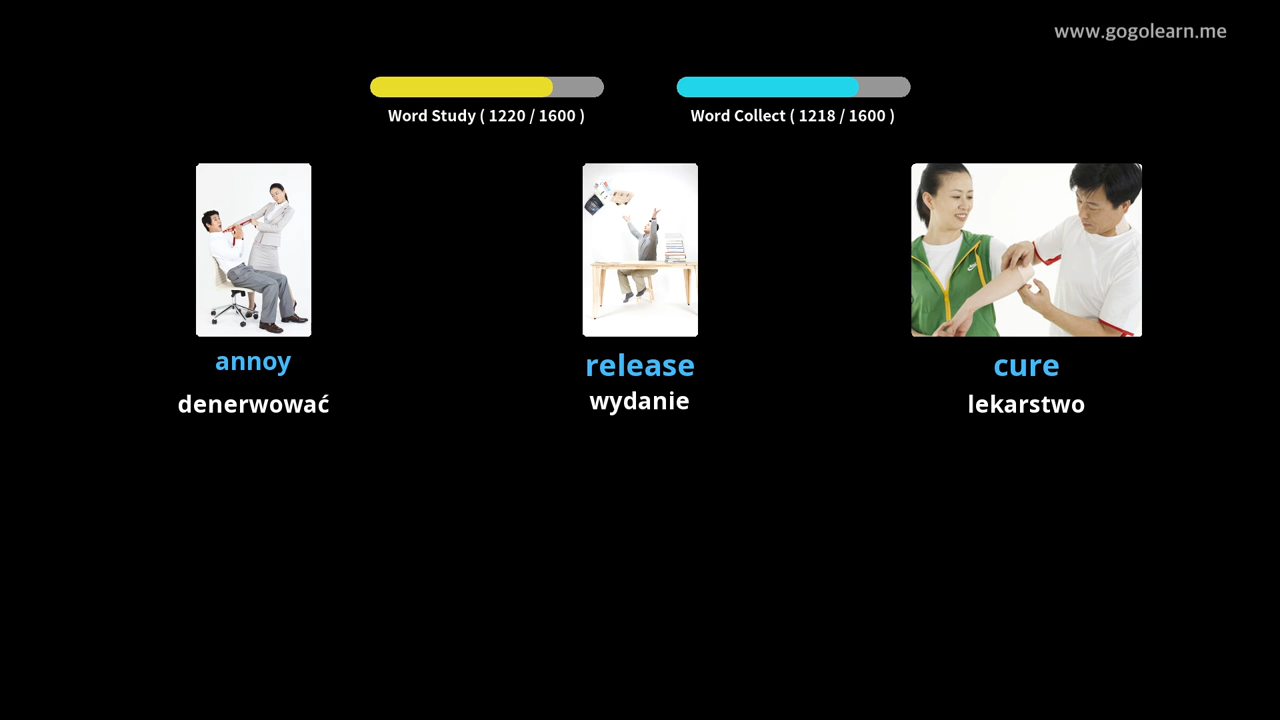 www.gogolearn.me
Word Study ( 1220 / 1600 )
Word Collect ( 1218 / 1600 )
annoy
release
cure
denerwować
wydanie
lekarstwo